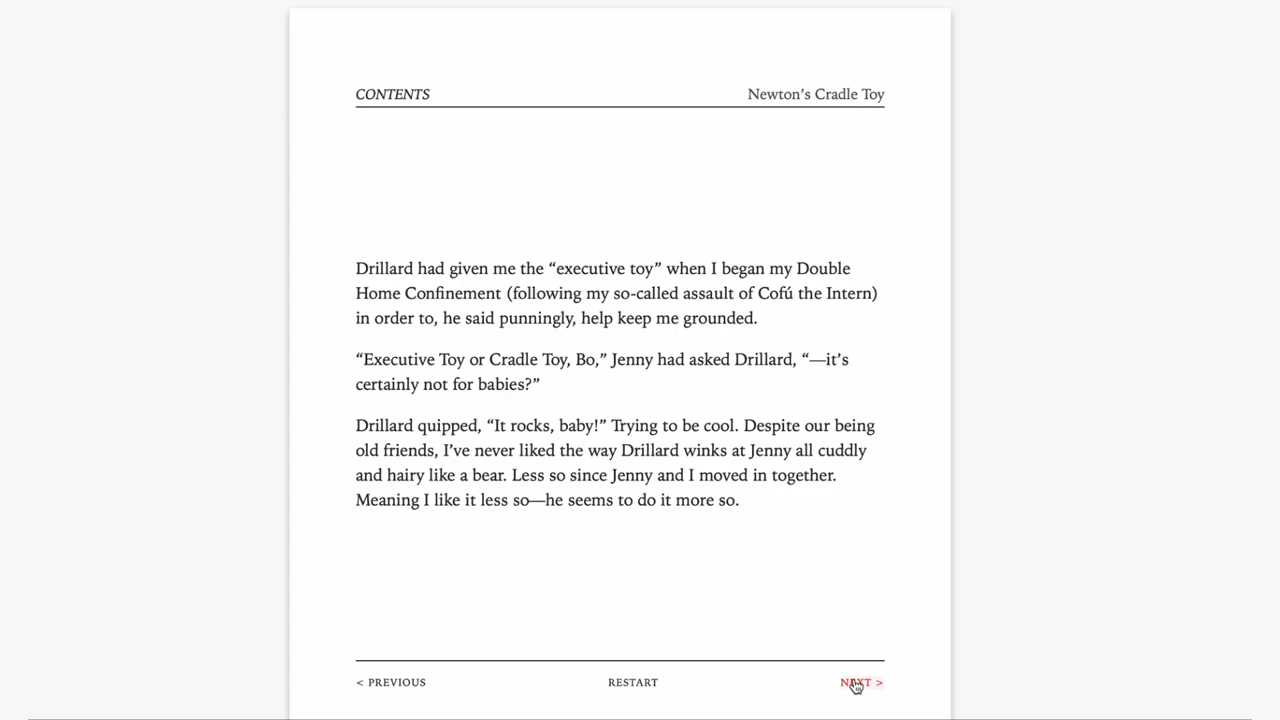 CONTENTS
Newton’s Cradle Toy
Drillard had given me the “executive toy” when I began my Double
Home Confinement (following my so-called assault of Cofú the Intern)
in order to, he said punningly, help keep me grounded.
“Executive Toy or Cradle Toy, Bo,” Jenny had asked Drillard, “—it’s
certainly not for babies?”
Drillard quipped, “It rocks, baby!” Trying to be cool. Despite our being
old friends, I’ve never liked the way Drillard winks at Jenny all cuddly
and hairy like a bear. Less so since Jenny and I moved in together.
Meaning I like it less so—he seems to do it more so.
< PREVIOUS
RESTART
NEXT >